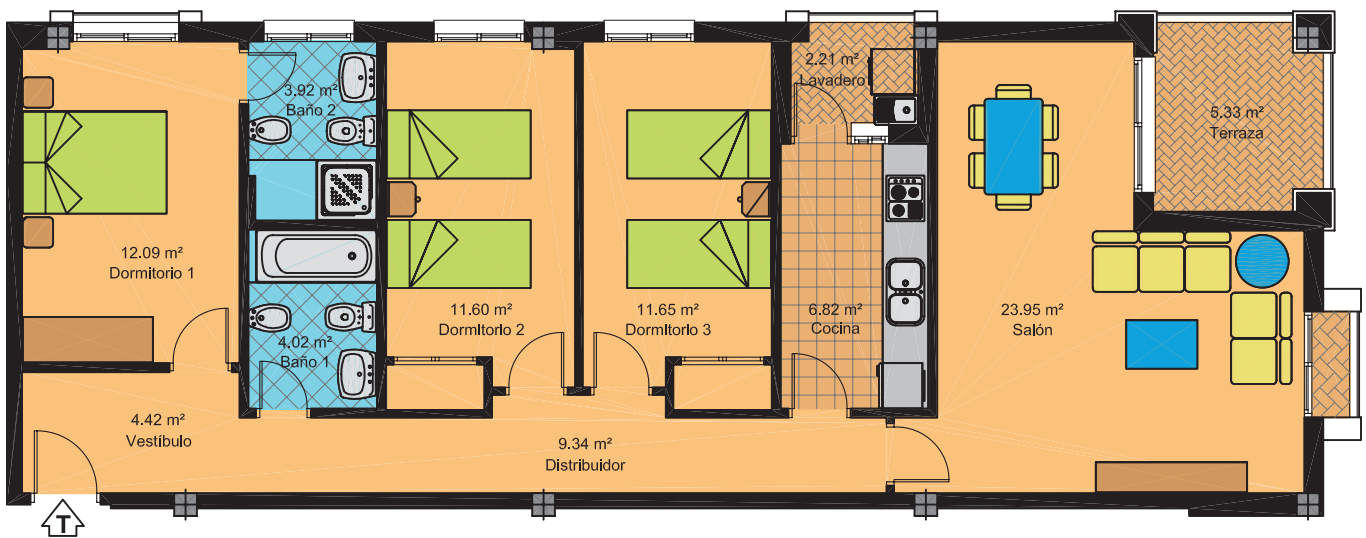 3.92 m²
Baño 2
2.21 m²
Lavadero
5.33 m²
Terraza
12.09 m²
Dormitorio 1
11.60 m²
Dormitorio 2
11.65 m²
Dormitorio 3
6.82 m²
Cocina
23.95 m²
Salón
4.02 m²
Baño 1
4.42 m²
Vestíbulo
9.34 m²
Distribuidor
T